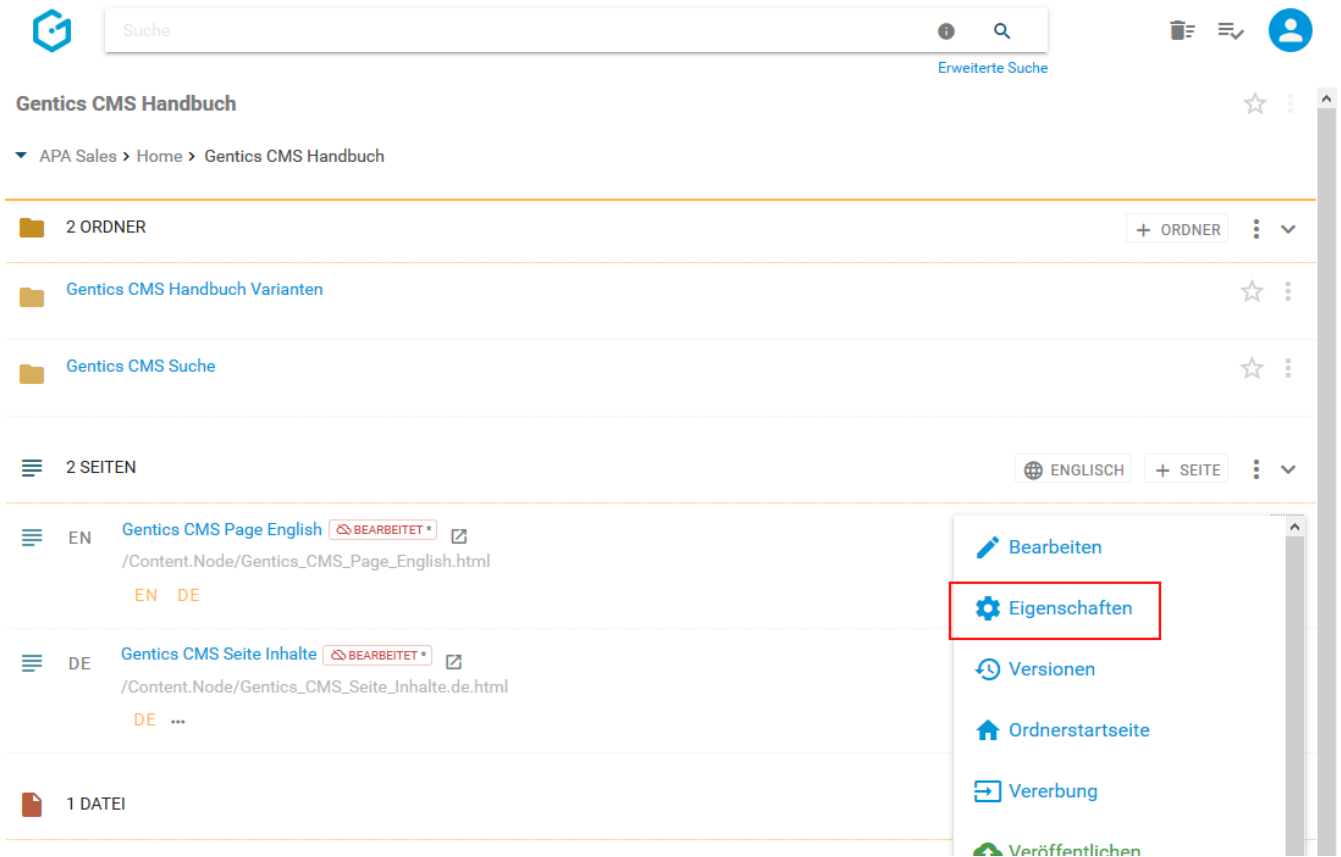 Suche
Erweiterte Suche
Gentics CMS Handbuch
APA Sales > Home > Gentics CMS Handbuch
2 ORDNER
+ ORDNER
Gentics CMS Handbuch Varianten
Gentics CMS Suche
2 SEITEN
ENGLISCH
+ SEITE
EN
Gentics CMS Page English
BEARBEITET *
/Content.Node/Gentics_CMS_Page_English.html
EN DE
DE
Gentics CMS Seite Inhalte
BEARBEITET *
/Content.Node/Gentics_CMS_Seite_Inhalte.de.html
DE ...
1 DATEI
Bearbeiten
Eigenschaften
Versionen
Ordnerstartseite
Vererbung
Veröffentlichen